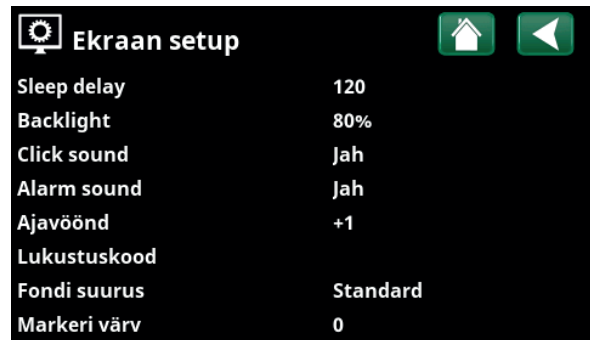 Ekraan setup
Sleep delay 120
Backlight 80%
Click sound Jah
Alarm sound Jah
Ajavöönd +1
Lukustuskood
Fondi suurus Standard
Markeri värv 0